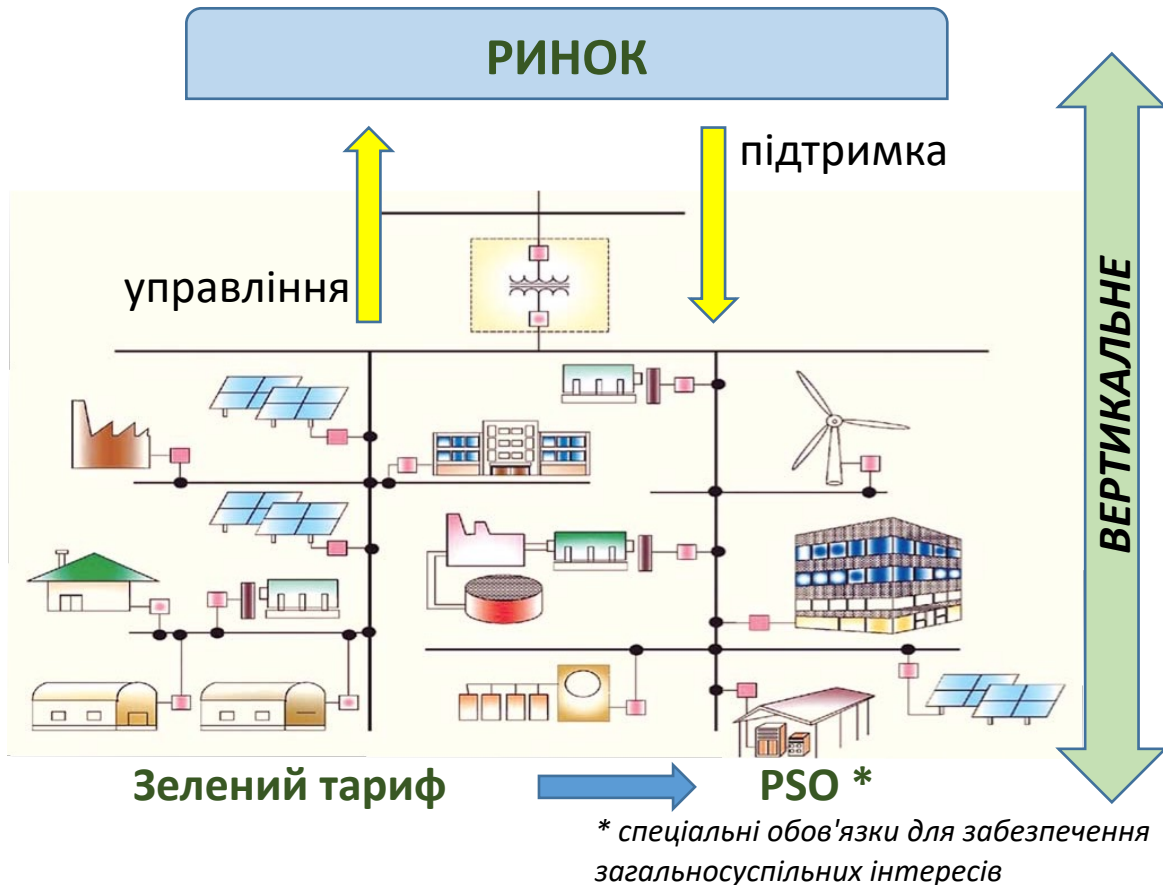 РИНОК
підтримка
управління
ВЕРТИКАЛЬНЕ
Зелений тариф
PSO *
* спеціальні обов'язки для забезпечення
загальносуспільних інтересів